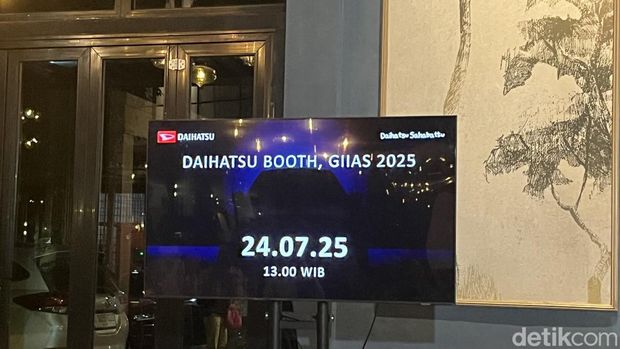 DAIHATSU
Daihatsu Sahabatku
DAIHATSU BOOTH, GIIAS 2025
24.07.25
13.00 WIB
detikcom